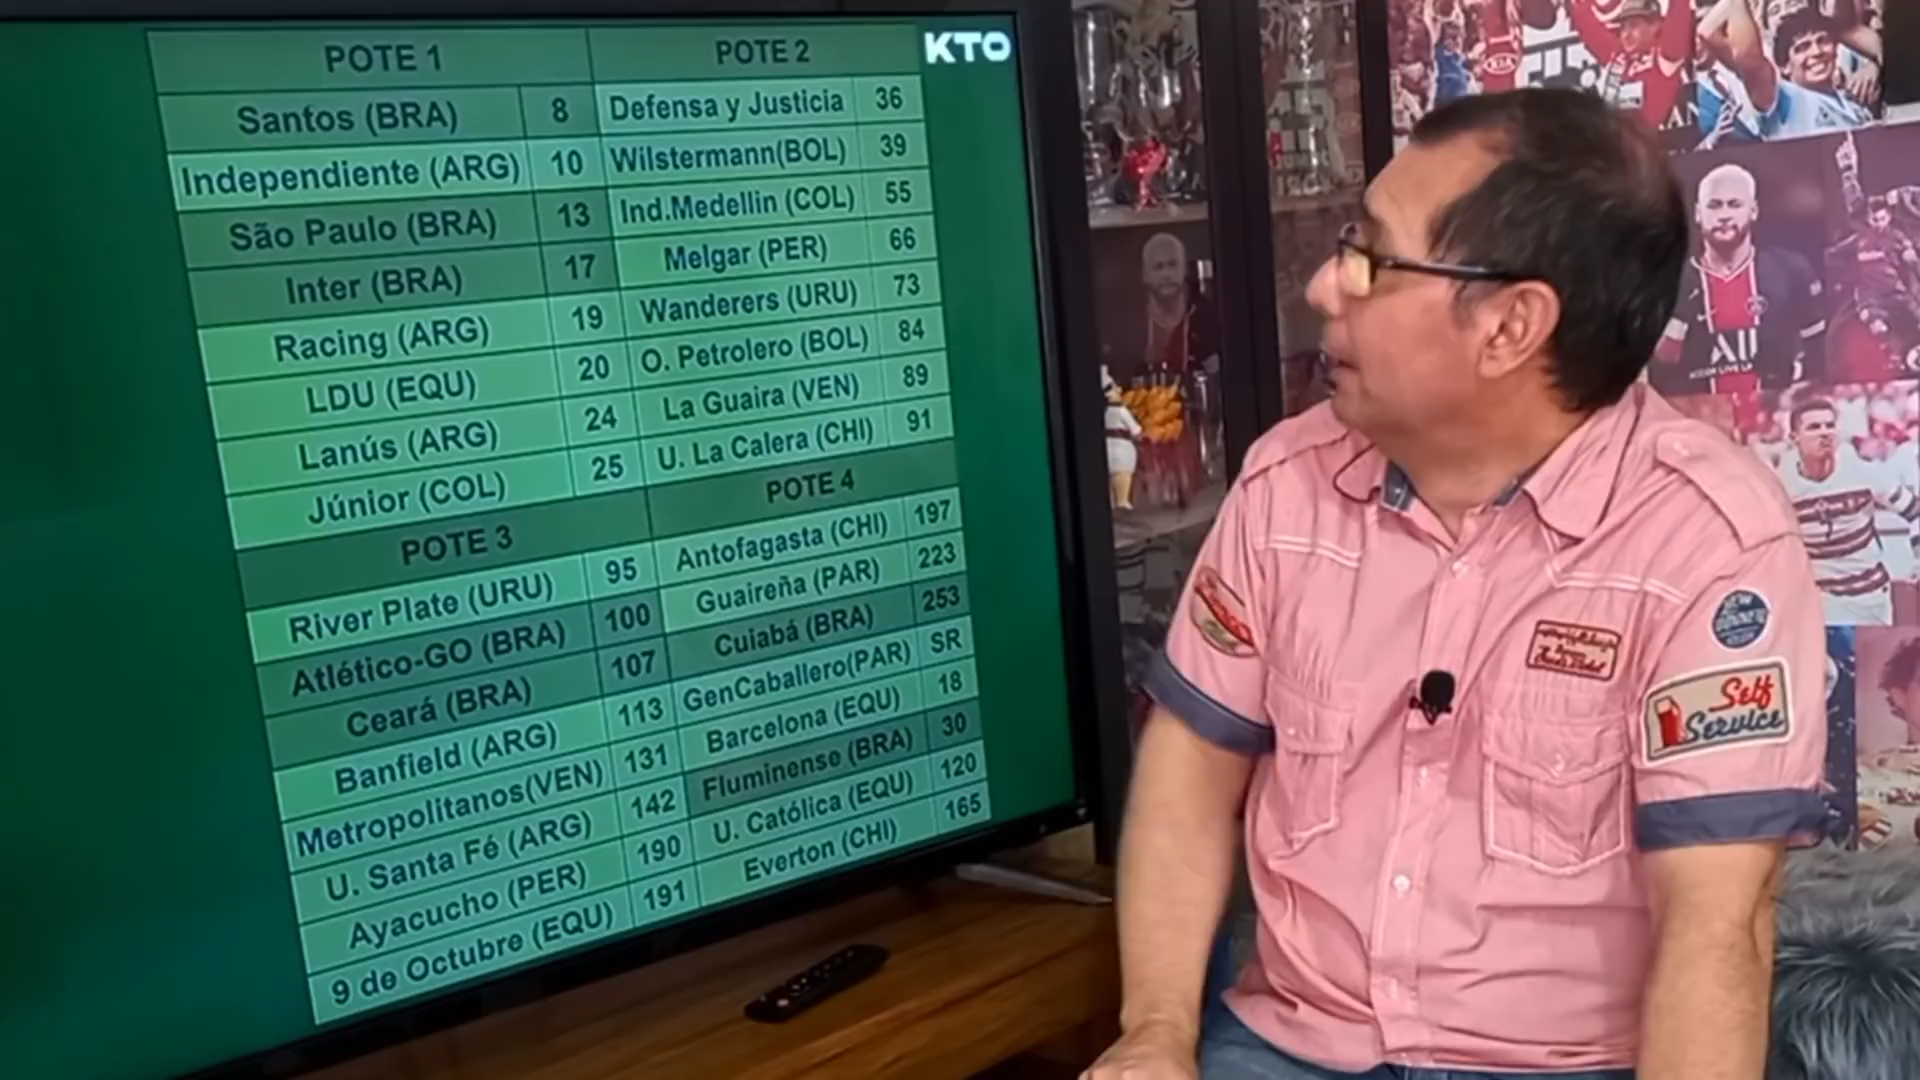 POTE 1
Santos (BRA) 8
Independiente (ARG) 10
São Paulo (BRA) 13
Inter (BRA) 17
Racing (ARG) 19
LDU (EQU) 20
Lanús (ARG) 24
Júnior (COL) 25
POTE 2
Defensa y Justicia 36
Wilstermann(BOL) 39
Ind.Medellin (COL) 55
Melgar (PER) 66
Wanderers (URU) 73
O. Petrolero (BOL) 84
La Guaira (VEN) 89
U. La Calera (CHI) 91
POTE 3
River Plate (URU) 95
Atlético-GO (BRA) 100
Ceará (BRA) 107
Banfield (ARG) 113
Metropolitanos(VEN) 131
U. Santa Fé (ARG) 142
Ayacucho (PER) 190
9 de Octubre (EQU) 191
POTE 4
Antofagasta (CHI) 197
Guaireña (PAR) 223
Cuiabá (BRA) 253
GenCaballero(PAR) SR
Barcelona (EQU) 18
Fluminense (BRA) 30
U. Católica (EQU) 120
Everton (CHI) 165
KTO
KIA
Self
Service